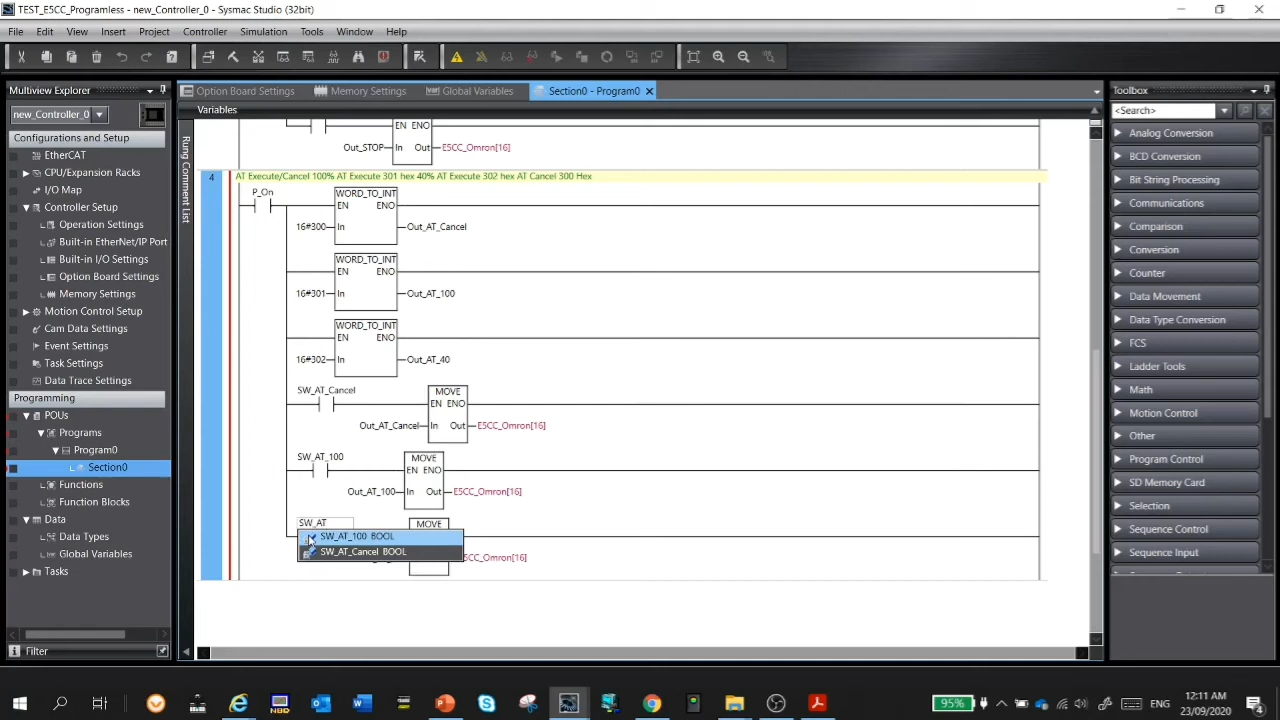 TEST_E5CC_Programless - new_Controller_0 - Sysmac Studio (32bit)
File Edit View Insert Project Controller Simulation Tools Window Help
Multiview Explorer
new_Controller_0
Configurations and Setup
EtherCAT
CPU/Expansion Racks
I/O Map
Controller Setup
Operation Settings
Built-in EtherNet/IP Port
Built-in I/O Settings
Option Board Settings
Memory Settings
Motion Control Setup
Cam Data Settings
Event Settings
Task Settings
Data Trace Settings
Programming
POUs
Programs
Program0
Section0
Functions
Function Blocks
Data
Data Types
Global Variables
Tasks
Filter
Option Board Settings Memory Settings Global Variables Section0 - Program0
Variables
Rung Comment List
EN ENO
Out_STOP In Out E5CC_Omron[16]
4 AT Execute/Cancel 100% AT Execute 301 hex 40% AT Execute 302 hex AT Cancel 300 Hex
P_On WORD_TO_INT
EN ENO
16#300 In Out_AT_Cancel
WORD_TO_INT
EN ENO
16#301 In Out_AT_100
WORD_TO_INT
EN ENO
16#302 In Out_AT_40
SW_AT_Cancel MOVE
EN ENO
Out_AT_Cancel In Out E5CC_Omron[16]
SW_AT_100 MOVE
EN ENO
Out_AT_100 In Out E5CC_Omron[16]
SW_AT MOVE
SW_AT_100 BOOL
SW_AT_Cancel BOOL
CC_Omron[16]
Toolbox
<Search>
Analog Conversion
BCD Conversion
Bit String Processing
Communications
Comparison
Conversion
Counter
Data Movement
Data Type Conversion
FCS
Ladder Tools
Math
Motion Control
Other
Program Control
SD Memory Card
Selection
Sequence Control
Sequence Input
95%
ENG
12:11 AM
23/09/2020